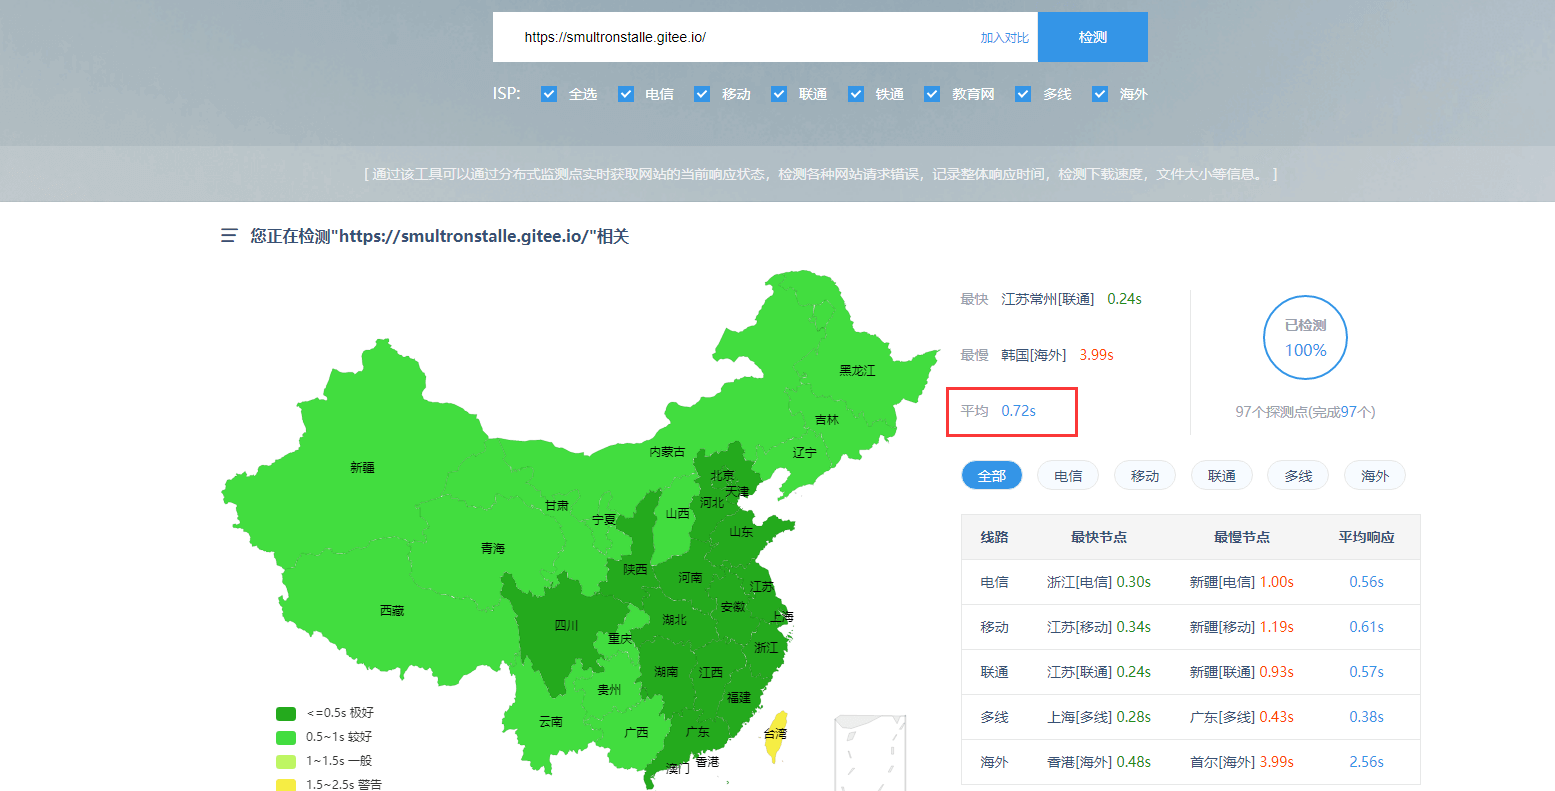 https://smultronstalle.gitee.io/ 加入对比 检测
ISP: 全选 电信 移动 联通 铁通 教育网 多线 海外
[ 通过该工具可以通过分布式监测点实时获取网站的当前响应状态，检测各种网站请求错误，记录整体响应时间，检测下载速度，文件大小等信息。 ]
您正在检测"https://smultronstalle.gitee.io/"相关
最快 江苏常州[联通] 0.24s
最慢 韩国[海外] 3.99s
平均 0.72s
已检测
100%
97个探测点(完成97个)
全部 电信 移动 联通 多线 海外
线路 最快节点 最慢节点 平均响应
电信 浙江[电信] 0.30s 新疆[电信] 1.00s 0.56s
移动 江苏[移动] 0.34s 新疆[移动] 1.19s 0.61s
联通 江苏[联通] 0.24s 新疆[联通] 0.93s 0.57s
多线 上海[多线] 0.28s 广东[多线] 0.43s 0.38s
海外 香港[海外] 0.48s 首尔[海外] 3.99s 2.56s
黑龙江
吉林
辽宁
内蒙古
新疆
北京
天津
河北
甘肃
山西
宁夏
山东
青海
陕西
河南
江苏
西藏
安徽
上海
四川
湖北
重庆
浙江
湖南
江西
贵州
福建
云南
广西
广东
台湾
香港
澳门
<=0.5s 极好
0.5~1s 较好
1~1.5s 一般
1.5~2.5s 警告